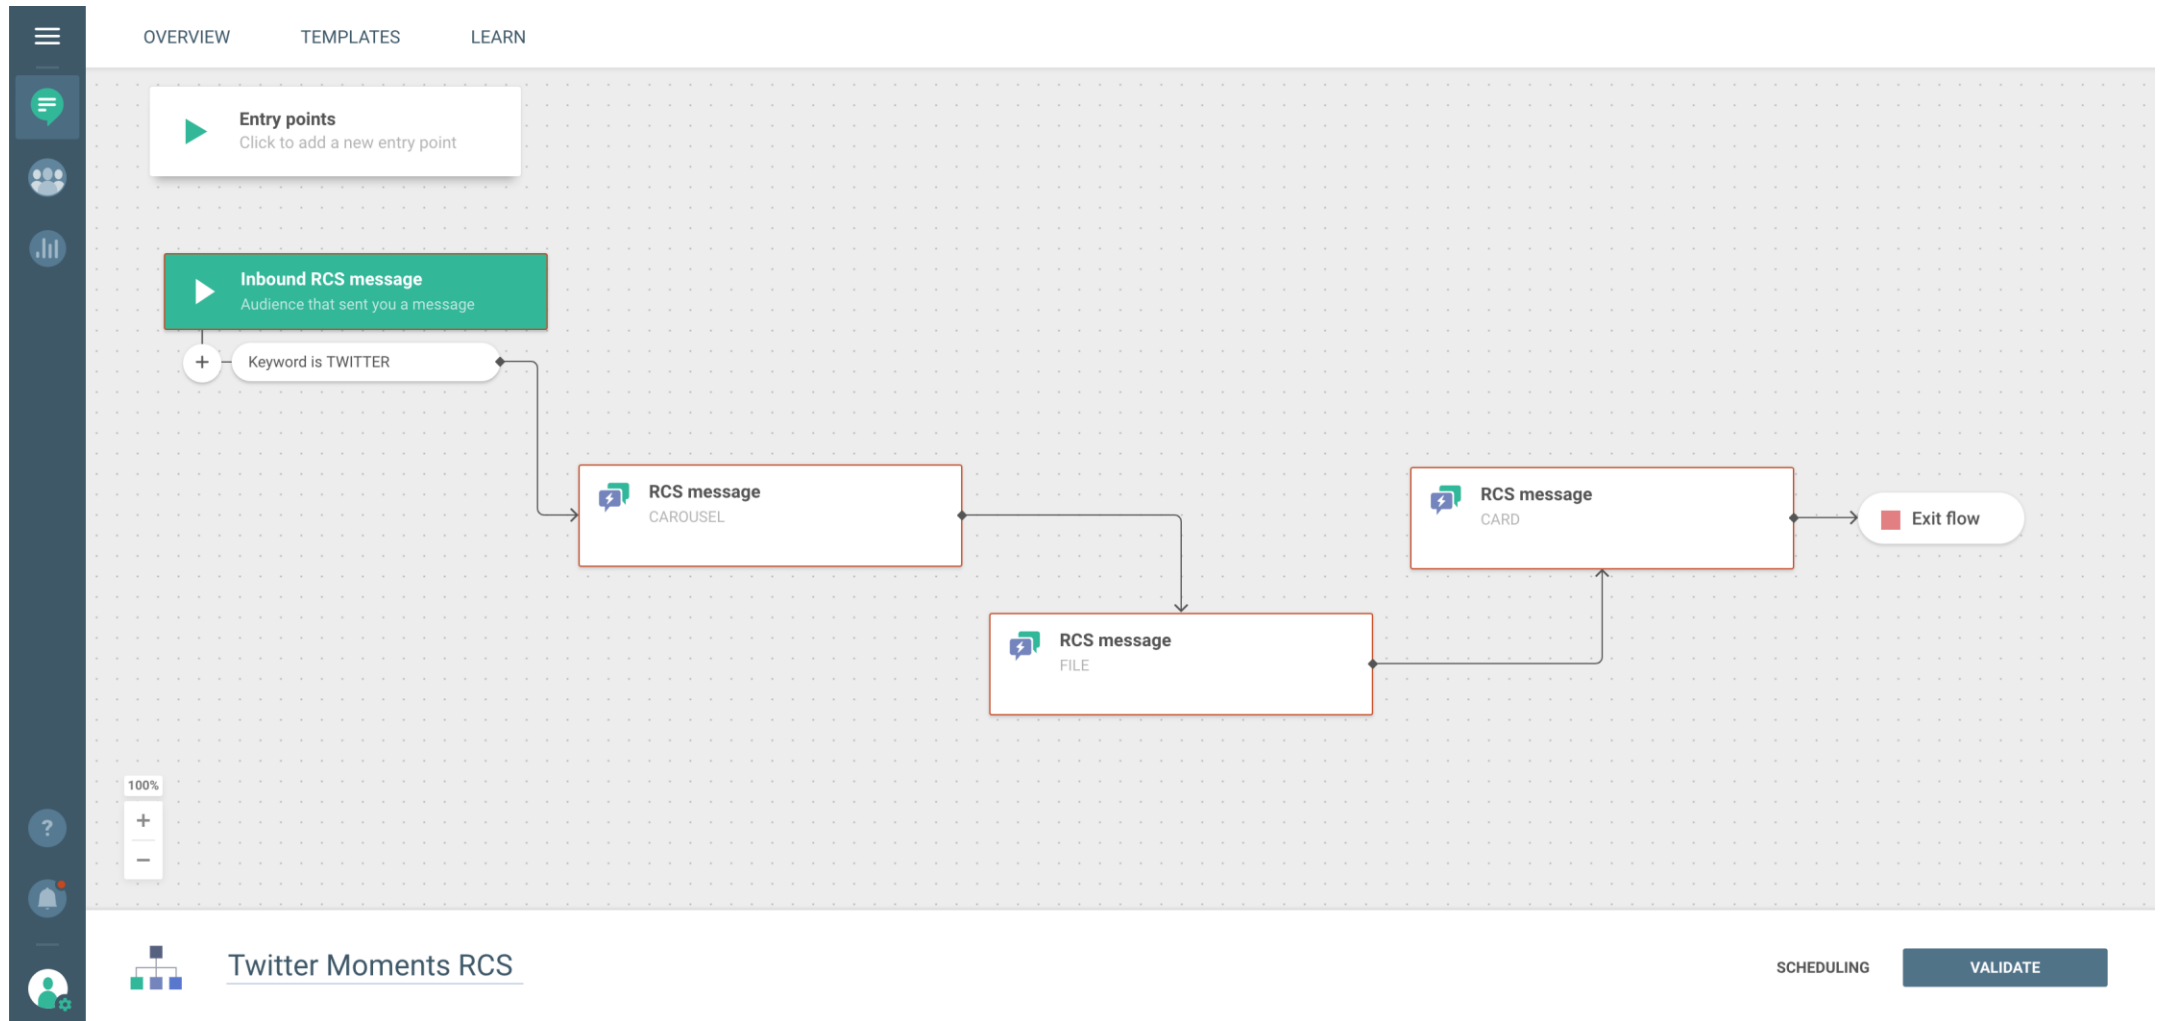 OVERVIEW TEMPLATES LEARN
Entry points
Click to add a new entry point
Inbound RCS message
Audience that sent you a message
+ Keyword is TWITTER
RCS message
CAROUSEL
RCS message
CARD
Exit flow
RCS message
FILE
100%
+
−
?
Twitter Moments RCS
SCHEDULING VALIDATE